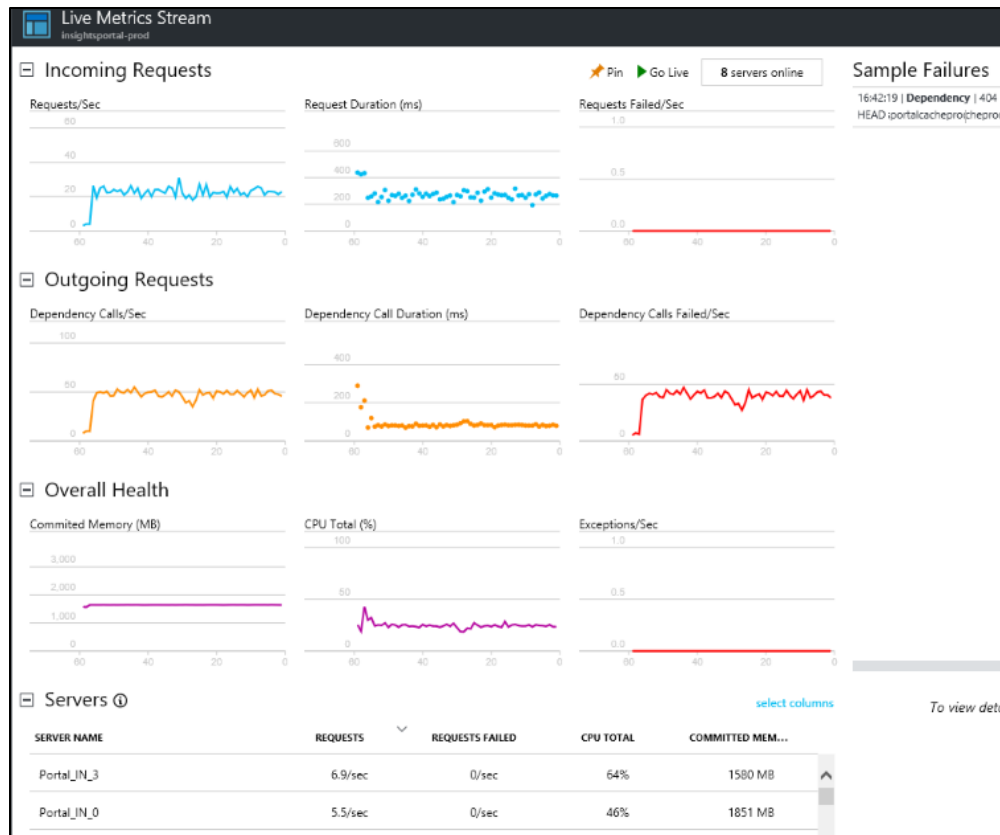 Live Metrics Stream
insightsportal-prod
Incoming Requests
Pin Go Live 8 servers online
Requests/Sec
60
40
20
0
60 40 20 0
Request Duration (ms)
600
400
200
0
60 40 20 0
Requests Failed/Sec
1.0
0.5
0.0
60 40 20 0
Outgoing Requests
Dependency Calls/Sec
100
50
0
60 40 20 0
Dependency Call Duration (ms)
400
200
0
60 40 20 0
Dependency Calls Failed/Sec
50
0
60 40 20 0
Overall Health
Commited Memory (MB)
3,000
2,000
1,000
0
60 40 20 0
CPU Total (%)
100
50
0
60 40 20 0
Exceptions/Sec
1.0
0.5
0.0
60 40 20 0
Servers
select columns
SERVER NAME REQUESTS REQUESTS FAILED CPU TOTAL COMMITTED MEM...
Portal_IN_3 6.9/sec 0/sec 64% 1580 MB
Portal_IN_0 5.5/sec 0/sec 46% 1851 MB
Sample Failures
16:42:19 | Dependency | 404
HEAD
To view